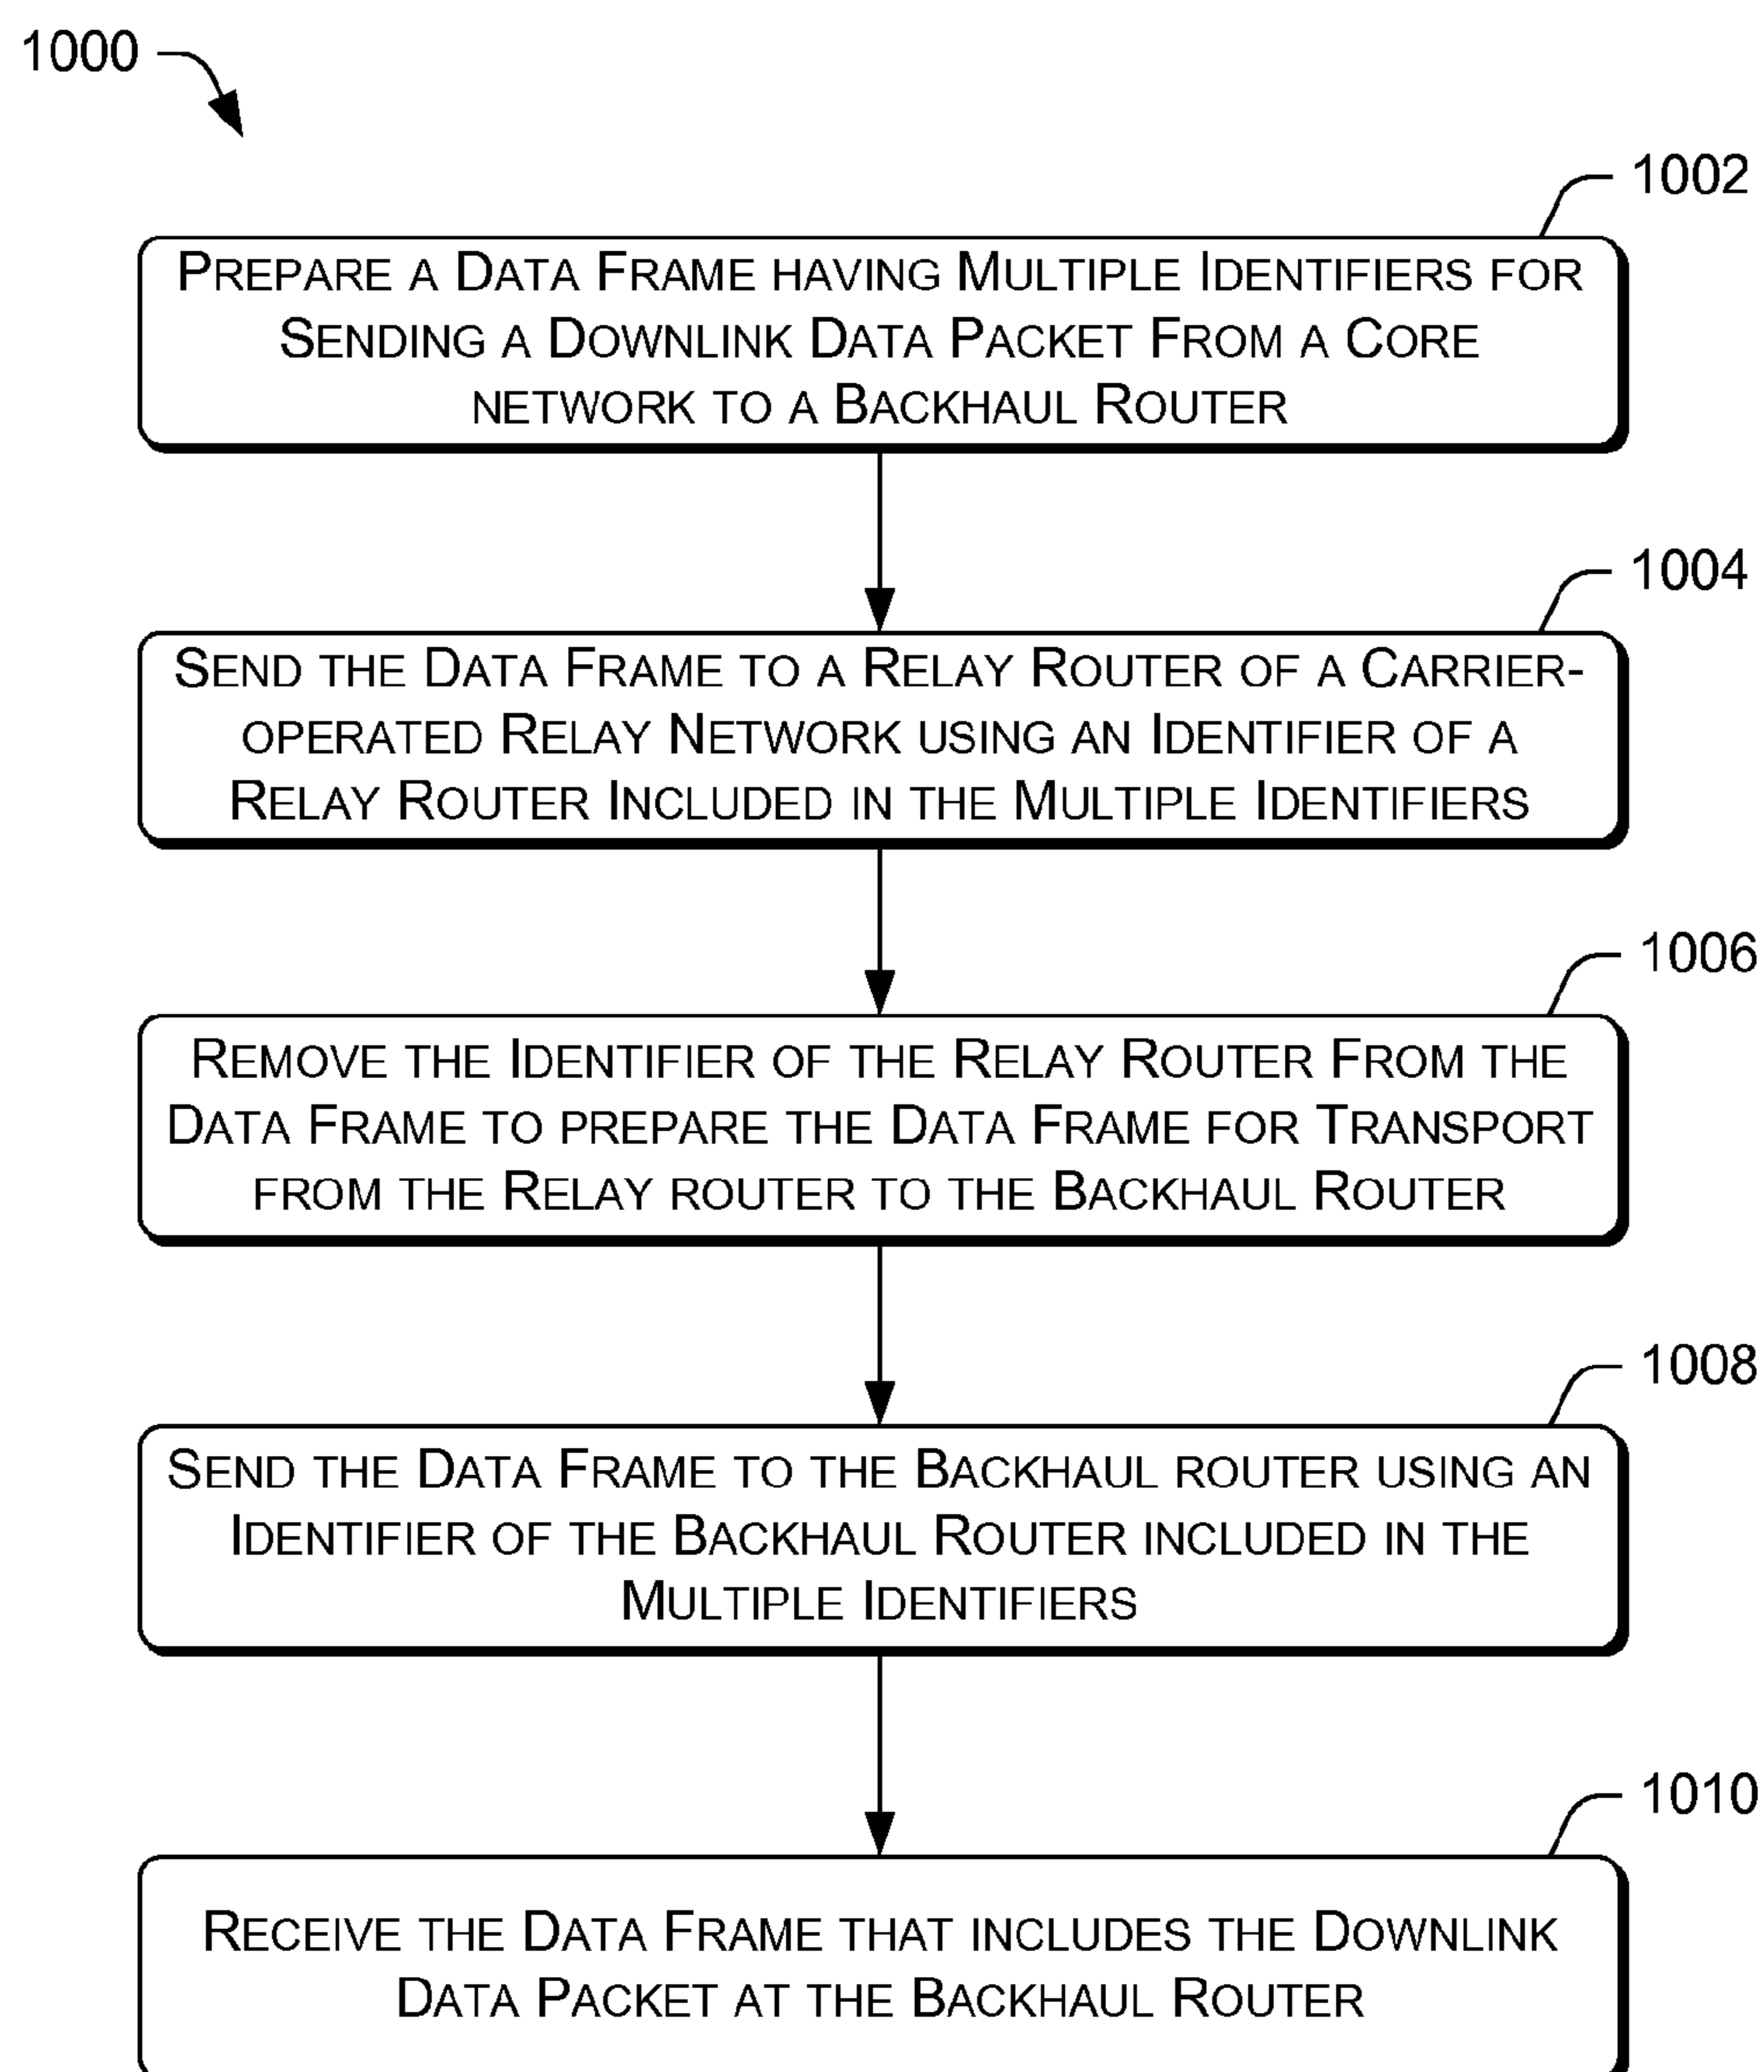 1000
1002
PREPARE A DATA FRAME HAVING MULTIPLE IDENTIFIERS FOR
SENDING A DOWNLINK DATA PACKET FROM A CORE
NETWORK TO A BACKHAUL ROUTER
1004
SEND THE DATA FRAME TO A RELAY ROUTER OF A CARRIER-
OPERATED RELAY NETWORK USING AN IDENTIFIER OF A
RELAY ROUTER INCLUDED IN THE MULTIPLE IDENTIFIERS
1006
REMOVE THE IDENTIFIER OF THE RELAY ROUTER FROM THE
DATA FRAME TO PREPARE THE DATA FRAME FOR TRANSPORT
FROM THE RELAY ROUTER TO THE BACKHAUL ROUTER
1008
SEND THE DATA FRAME TO THE BACKHAUL ROUTER USING AN
IDENTIFIER OF THE BACKHAUL ROUTER INCLUDED IN THE
MULTIPLE IDENTIFIERS
1010
RECEIVE THE DATA FRAME THAT INCLUDES THE DOWNLINK
DATA PACKET AT THE BACKHAUL ROUTER